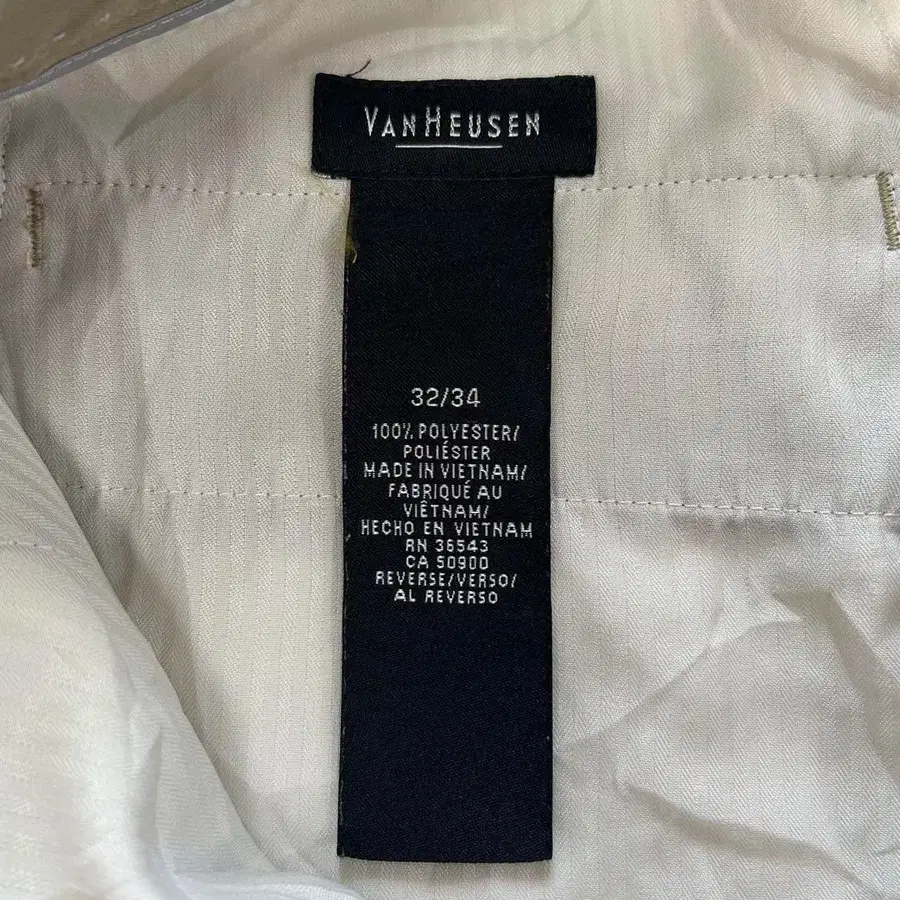 VANHEUSEN
32/34
100% POLYESTER/
POLIÉSTER
MADE IN VIETNAM/
FABRIQUÉ AU
VIÊTNAM/
HECHO EN VIETNAM
RN 36543
CA 50900
REVERSE/VERSO/
AL REVERSO